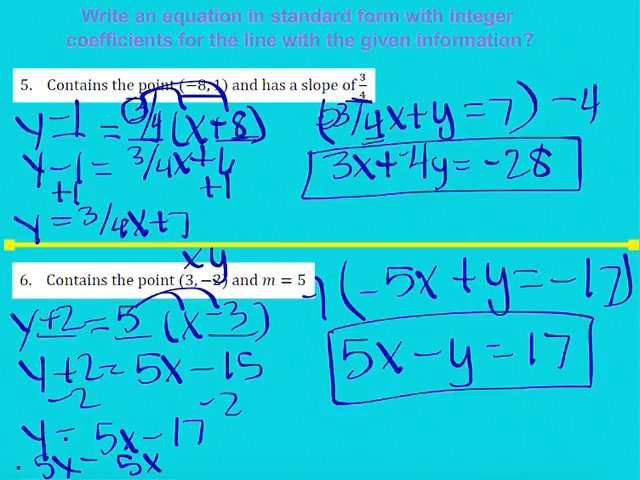 Write an equation in standard form with integer
coefficients for the line with the given information?
5. Contains the point (−8, 1) and has a slope of 3/4
y-1 = 3/4(x+8)
y-1 = 3/4x+6
+1 +1
y = 3/4x+7
(-3/4x+y=7)-4
3x+-4y=-28
x y
6. Contains the point (3, −2) and m = 5
y+2=5(x-3)
y+2=5x-15
-2 -2
y = 5x-17
-5x -5x
(-5x+y=-17)
5x-y=17